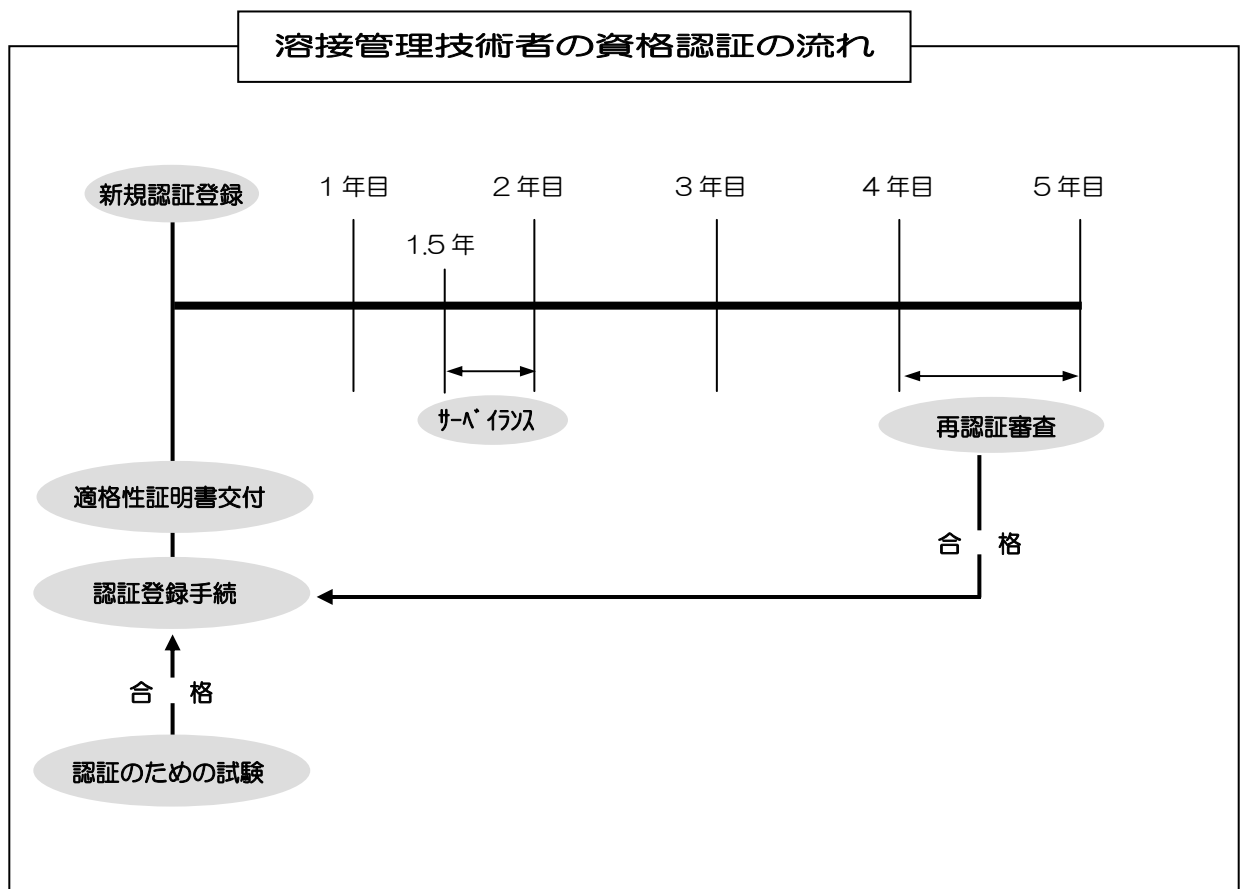 溶接管理技術者の資格認証の流れ
新規認証登録
1年目
2年目
3年目
4年目
5年目
1.5年
サーベイランス
再認証審査
適格性証明書交付
合 格
認証登録手続
合 格
認証のための試験